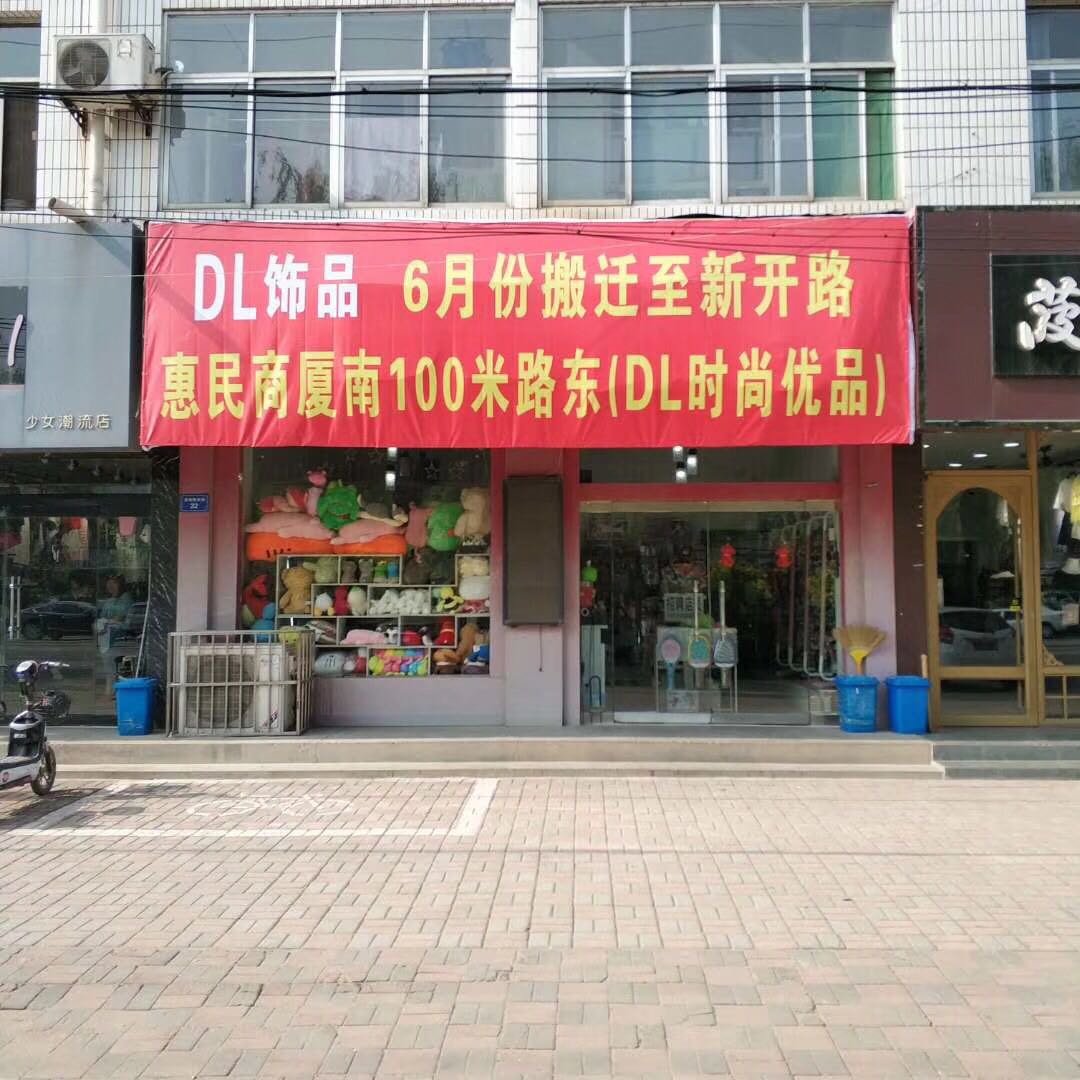 DL饰品 6月份搬迁至新开路
惠民商厦南100米路东(DL时尚优品)
少女潮流店
32